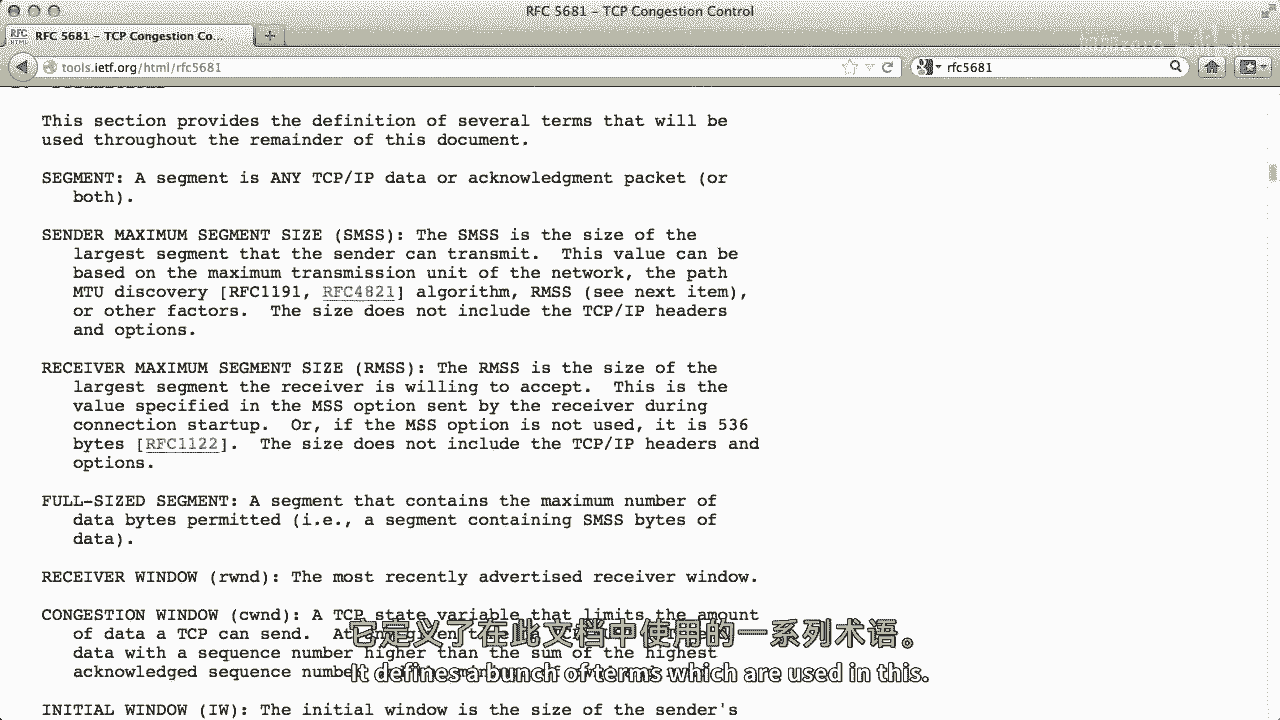 RFC 5681 – TCP Congestion Control
RFC HTML RFC 5681 – TCP Congestion Co...
tools.ietf.org/html/rfc5681
rfc5681
This section provides the definition of several terms that will be
used throughout the remainder of this document.
SEGMENT: A segment is ANY TCP/IP data or acknowledgment packet (or
both).
SENDER MAXIMUM SEGMENT SIZE (SMSS): The SMSS is the size of the
largest segment that the sender can transmit. This value can be
based on the maximum transmission unit of the network, the path
MTU discovery [RFC1191, RFC4821] algorithm, RMSS (see next item),
or other factors. The size does not include the TCP/IP headers
and options.
RECEIVER MAXIMUM SEGMENT SIZE (RMSS): The RMSS is the size of the
largest segment the receiver is willing to accept. This is the
value specified in the MSS option sent by the receiver during
connection startup. Or, if the MSS option is not used, it is 536
bytes [RFC1122]. The size does not include the TCP/IP headers and
options.
FULL-SIZED SEGMENT: A segment that contains the maximum number of
data bytes permitted (i.e., a segment containing SMSS bytes of
data).
RECEIVER WINDOW (rwnd): The most recently advertised receiver window.
CONGESTION WINDOW (cwnd): A TCP state variable that limits the amount
of data a TCP can send. At
data with a sequence number higher than the sum of the highest
acknowledged sequence
INITIAL WINDOW (IW): The initial window is the size of the sender's
它定义了在此文档中使用的一系列术语。
It defines a bunch of terms which are used in this.